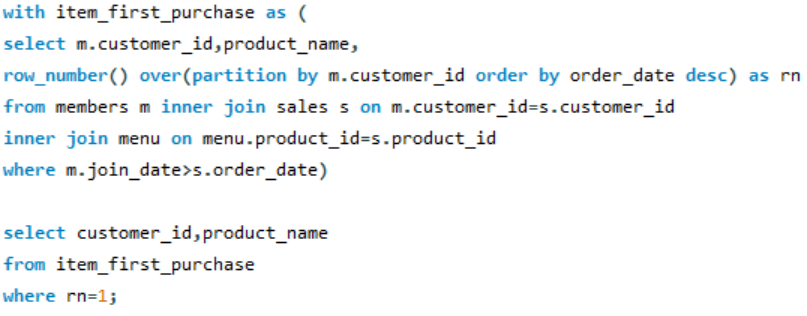 with item_first_purchase as (
select m.customer_id,product_name,
row_number() over(partition by m.customer_id order by order_date desc) as rn
from members m inner join sales s on m.customer_id=s.customer_id
inner join menu on menu.product_id=s.product_id
where m.join_date>s.order_date)
select customer_id,product_name
from item_first_purchase
where rn=1;